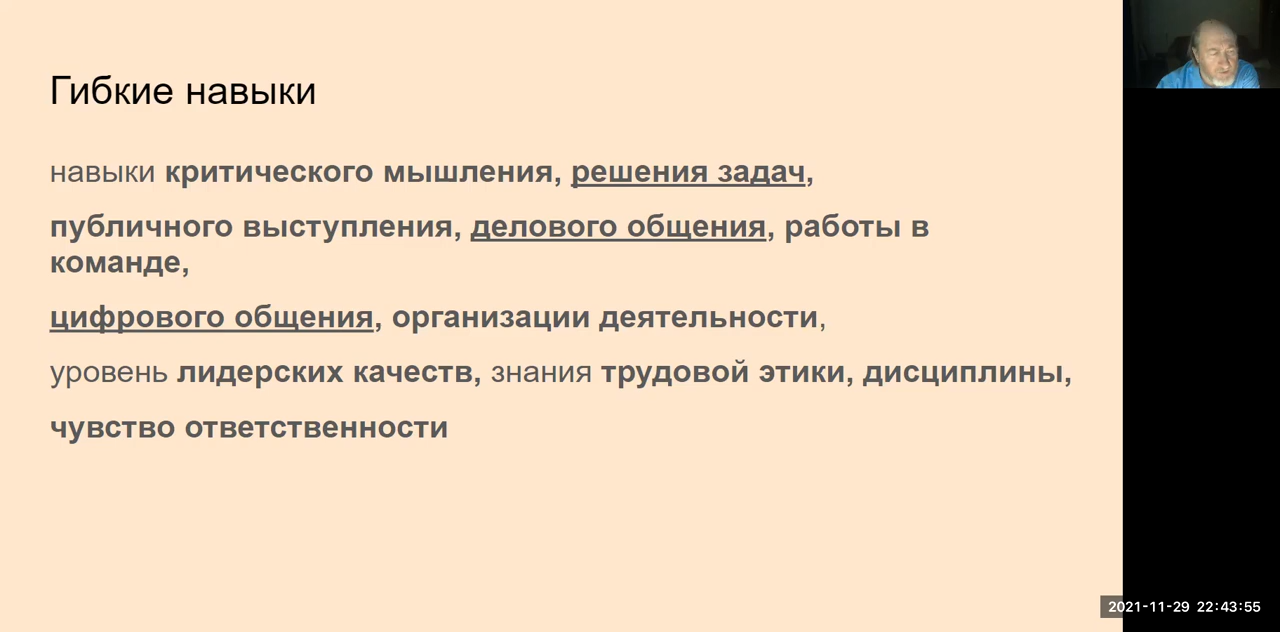 Гибкие навыки
навыки критического мышления, решения задач,
публичного выступления, делового общения, работы в
команде,
цифрового общения, организации деятельности,
уровень лидерских качеств, знания трудовой этики, дисциплины,
чувство ответственности
2021-11-29 22:43:55